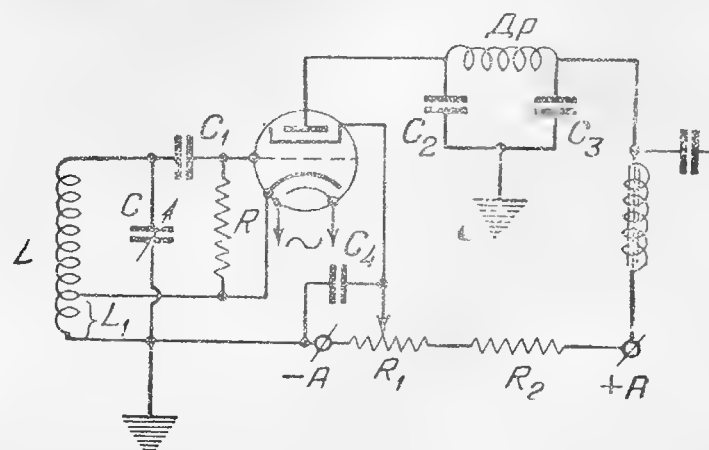 Др
C₁
C₂
C₃
C
R
C₄
L
L₁
−A
R₁
R₂
+A